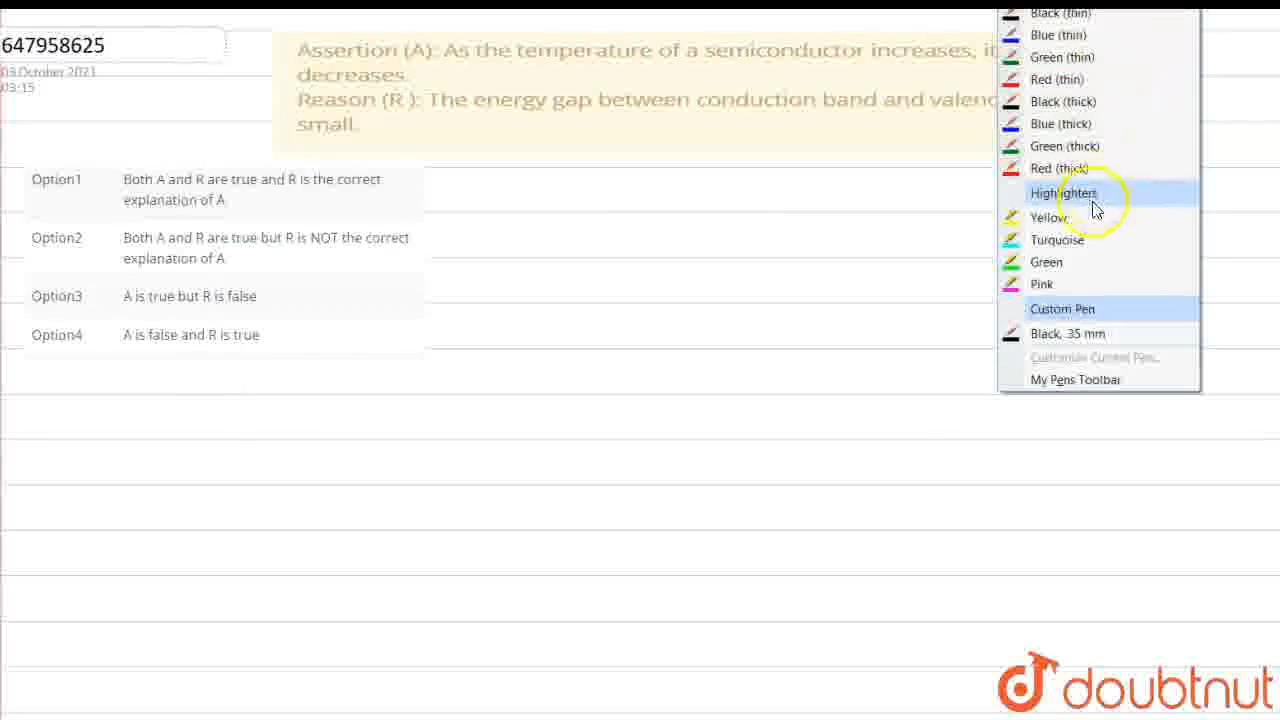 647958625
03 October 2021
03:15
Assertion (A): As the temperature of a semiconductor increases,
decreases.
Reason (R ): The energy gap between conduction band and
small.
Option1 Both A and R are true and R is the correct
explanation of A
Option2 Both A and R are true but R is NOT the correct
explanation of A
Option3 A is true but R is false
Option4 A is false and R is true
Black (thin)
Blue (thin)
Green (thin)
Red (thin)
Black (thick)
Blue (thick)
Green (thick)
Red (thick)
Highlighters
Yellow
Turquoise
Green
Pink
Custom Pen
Black, .35 mm
Customize Current Pen...
My Pens Toolbar
doubtnut